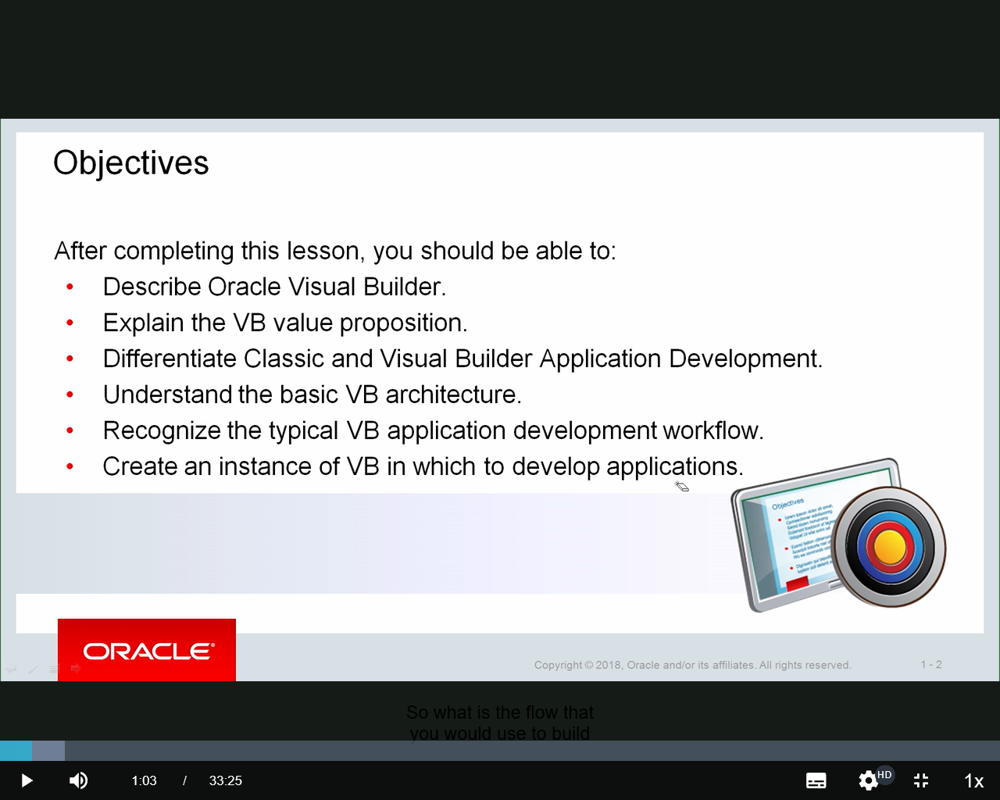 Objectives
After completing this lesson, you should be able to:
• Describe Oracle Visual Builder.
• Explain the VB value proposition.
• Differentiate Classic and Visual Builder Application Development.
• Understand the basic VB architecture.
• Recognize the typical VB application development workflow.
• Create an instance of VB in which to develop applications.
Objectives
ORACLE®
Copyright © 2018, Oracle and/or its affiliates. All rights reserved.
1 - 2
So what is the flow that
you would use to build
1:03 / 33:25
HD
1x